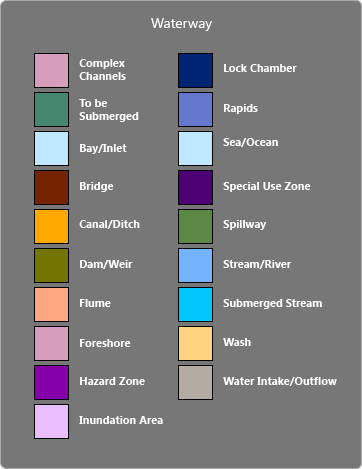 Waterway
Complex
Channels
To be
Submerged
Bay/Inlet
Bridge
Canal/Ditch
Dam/Weir
Flume
Foreshore
Hazard Zone
Inundation Area
Lock Chamber
Rapids
Sea/Ocean
Special Use Zone
Spillway
Stream/River
Submerged Stream
Wash
Water Intake/Outflow